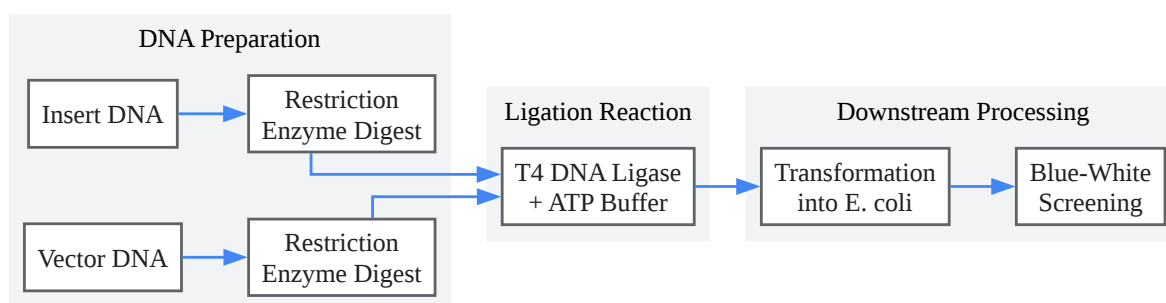 DNA Preparation
Insert DNA
Restriction
Enzyme Digest
Vector DNA
Restriction
Enzyme Digest
Ligation Reaction
T4 DNA Ligase
+ ATP Buffer
Downstream Processing
Transformation
into E. coli
Blue-White
Screening